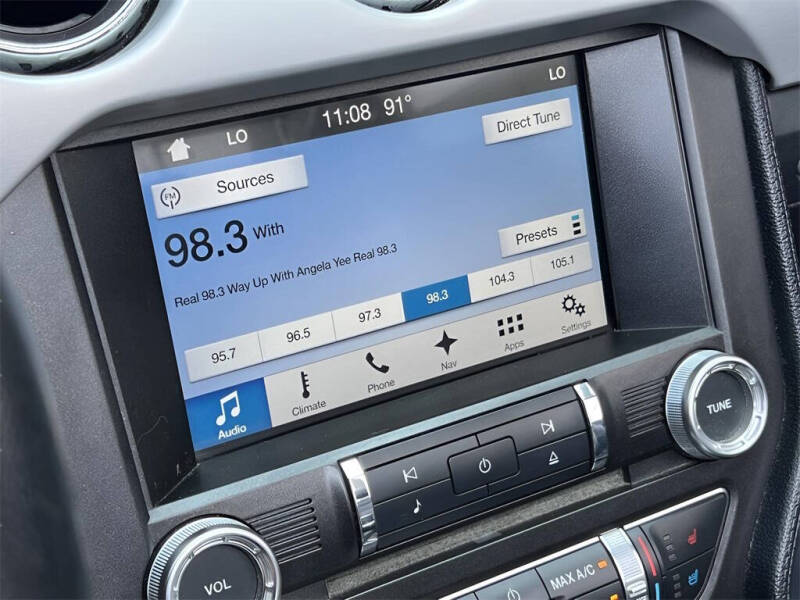 LO 11:08 91° LO
FM Sources Direct Tune
98.3 With
Presets
Real 98.3 Way Up With Angela Yee Real 98.3
95.7 96.5 97.3 98.3 104.3 105.1
Audio Climate Phone Nav Apps Settings
TUNE
VOL
MAX A/C